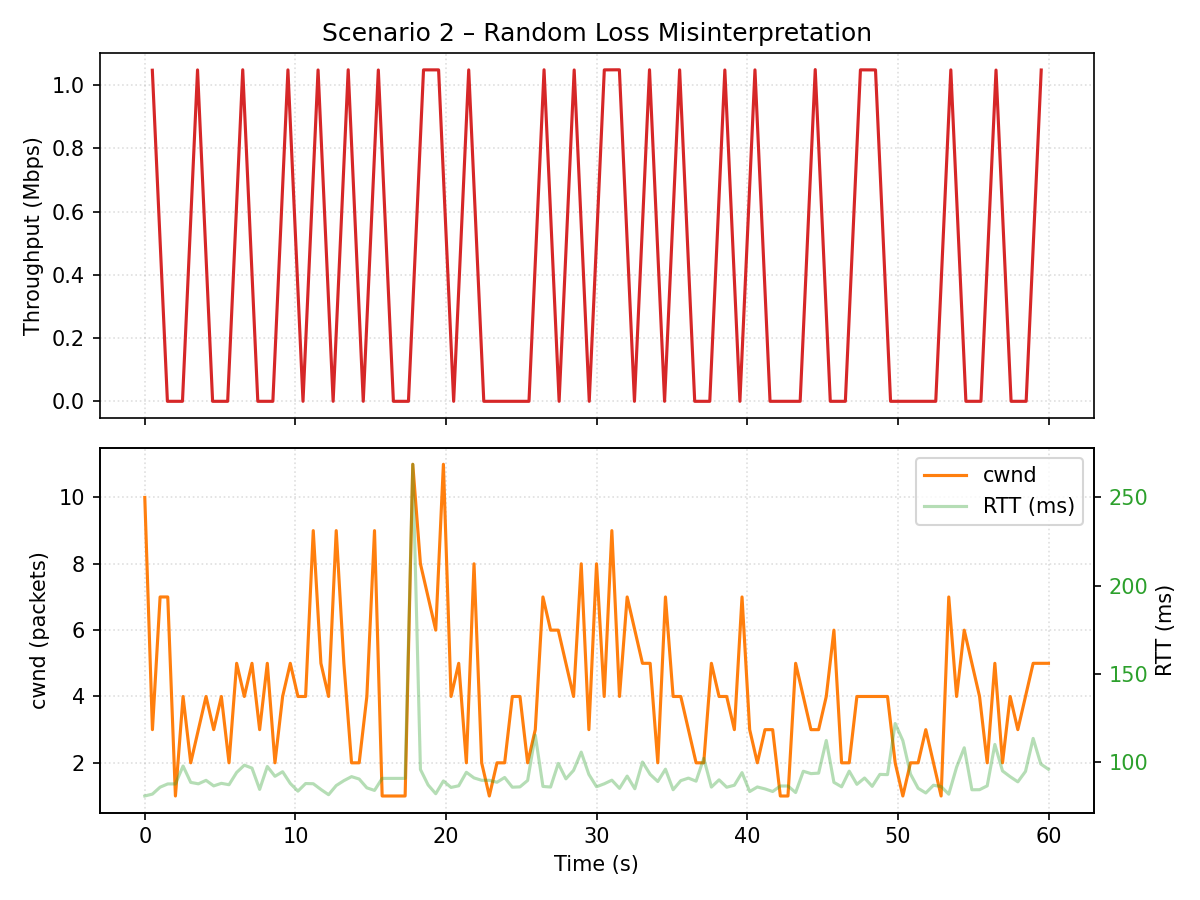 Scenario 2 – Random Loss Misinterpretation
Throughput (Mbps)
1.0
0.8
0.6
0.4
0.2
0.0
cwnd (packets)
10
8
6
4
2
cwnd
RTT (ms)
250
200
150
100
RTT (ms)
0 10 20 30 40 50 60
Time (s)